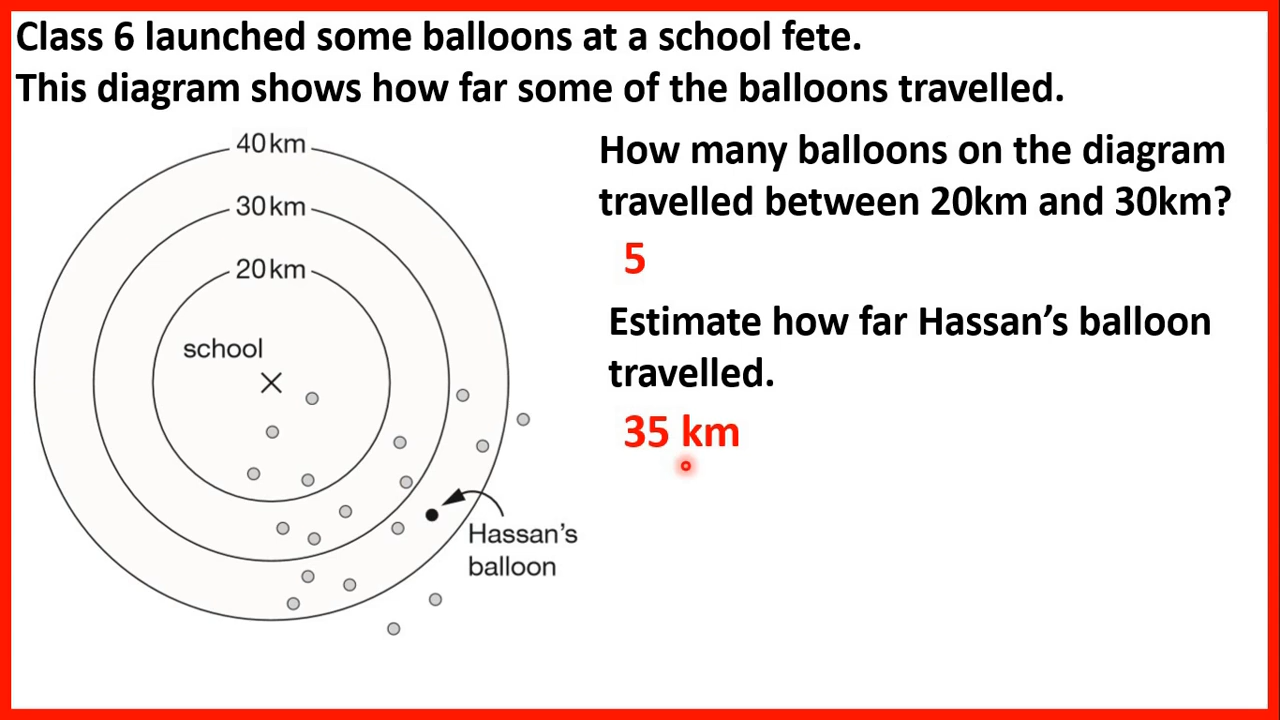 Class 6 launched some balloons at a school fete.
This diagram shows how far some of the balloons travelled.
40 km
30 km
20 km
school
Hassan's
balloon
How many balloons on the diagram
travelled between 20km and 30km?
5
Estimate how far Hassan’s balloon
travelled.
35 km